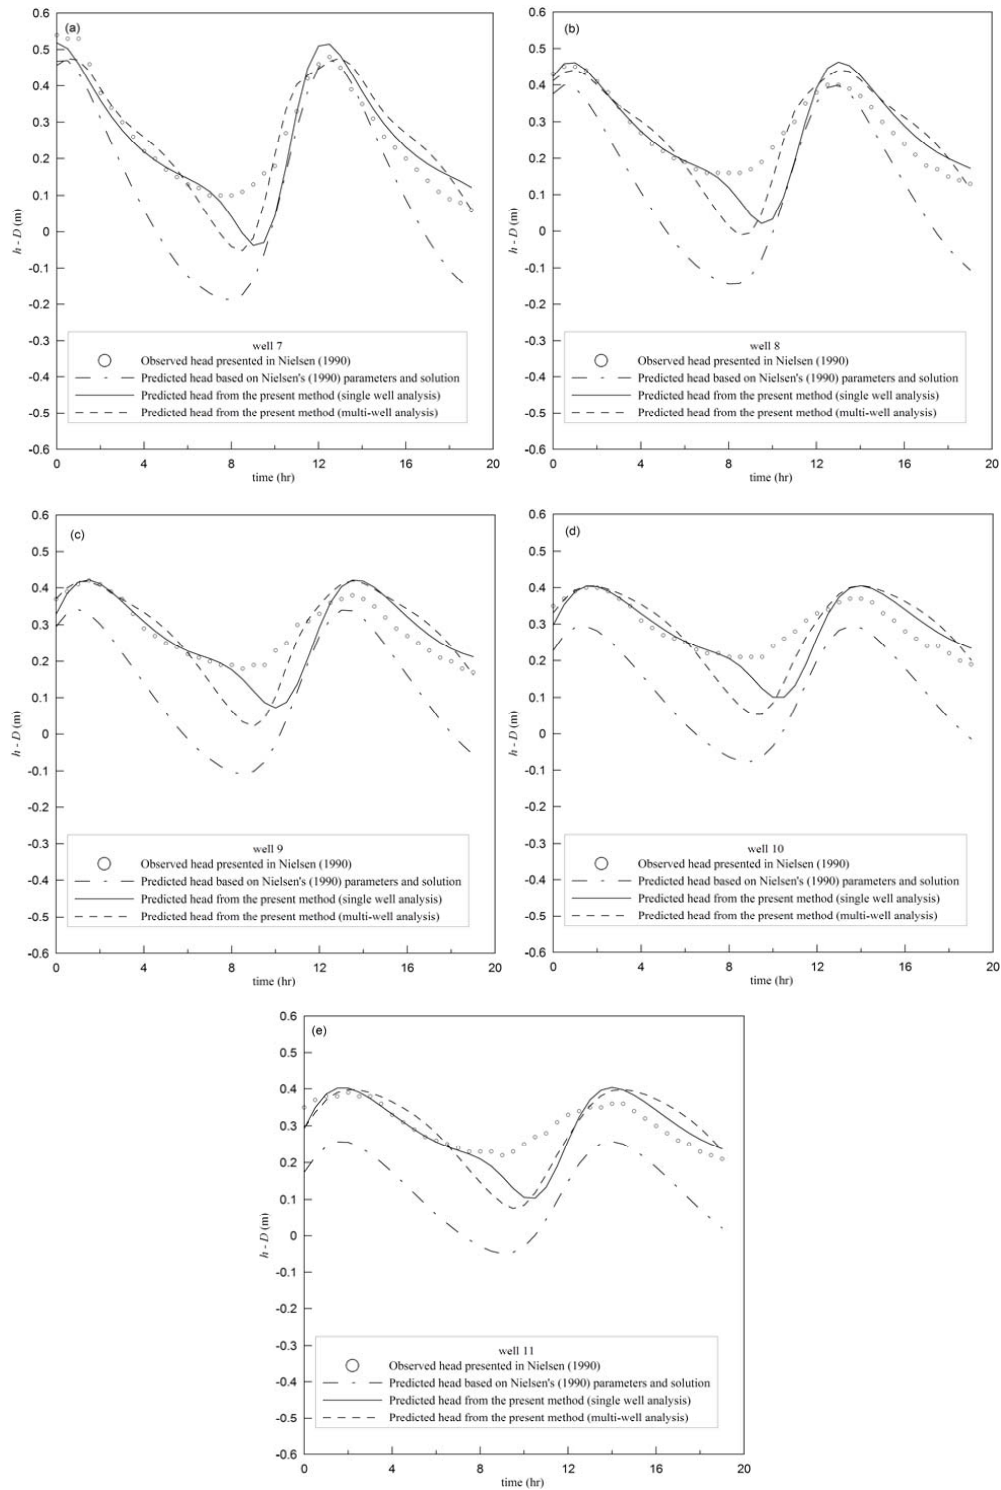 (a)
0.6
0.5
0.4
0.3
0.2
0.1
0
-0.1
-0.2
-0.3
-0.4
-0.5
-0.6
h - D (m)
well 7
Observed head presented in Nielsen (1990)
Predicted head based on Nielsen's (1990) parameters and solution
Predicted head from the present method (single well analysis)
Predicted head from the present method (multi-well analysis)
0 4 8 12 16 20
time (hr)
(b)
0.6
0.5
0.4
0.3
0.2
0.1
0
-0.1
-0.2
-0.3
-0.4
-0.5
-0.6
h - D (m)
well 8
Observed head presented in Nielsen (1990)
Predicted head based on Nielsen's (1990) parameters and solution
Predicted head from the present method (single well analysis)
Predicted head from the present method (multi-well analysis)
0 4 8 12 16 20
time (hr)
(c)
0.6
0.5
0.4
0.3
0.2
0.1
0
-0.1
-0.2
-0.3
-0.4
-0.5
-0.6
h - D (m)
well 9
Observed head presented in Nielsen (1990)
Predicted head based on Nielsen's (1990) parameters and solution
Predicted head from the present method (single well analysis)
Predicted head from the present method (multi-well analysis)
0 4 8 12 16 20
time (hr)
(d)
0.6
0.5
0.4
0.3
0.2
0.1
0
-0.1
-0.2
-0.3
-0.4
-0.5
-0.6
h - D (m)
well 10
Observed head presented in Nielsen (1990)
Predicted head based on Nielsen's (1990) parameters and solution
Predicted head from the present method (single well analysis)
Predicted head from the present method (multi-well analysis)
0 4 8 12 16 20
time (hr)
(e)
0.6
0.5
0.4
0.3
0.2
0.1
0
-0.1
-0.2
-0.3
-0.4
-0.5
-0.6
h - D (m)
well 11
Observed head presented in Nielsen (1990)
Predicted head based on Nielsen's (1990) parameters and solution
Predicted head from the present method (single well analysis)
Predicted head from the present method (multi-well analysis)
0 4 8 12 16 20
time (hr)